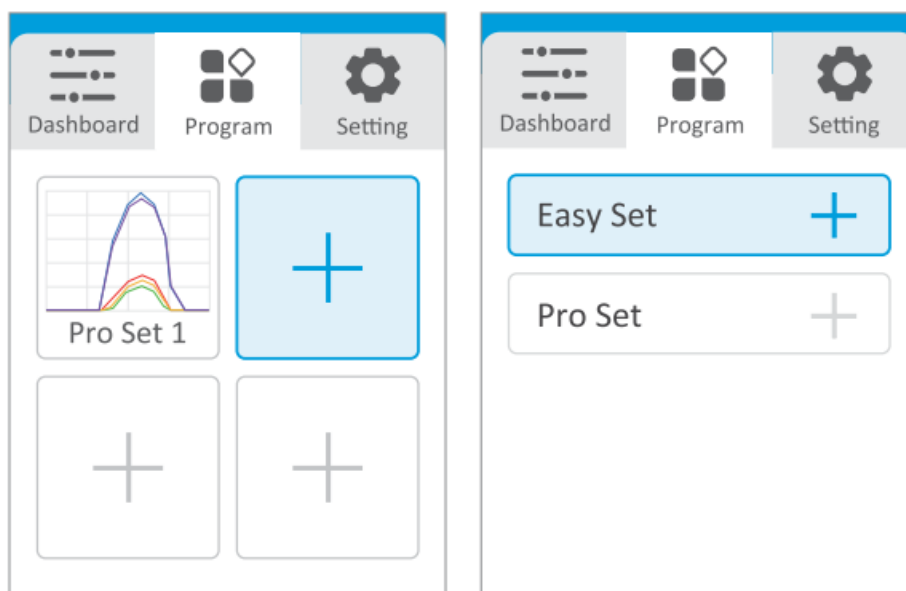 Dashboard
Program
Setting
Pro Set 1
Dashboard
Program
Setting
Easy Set
Pro Set